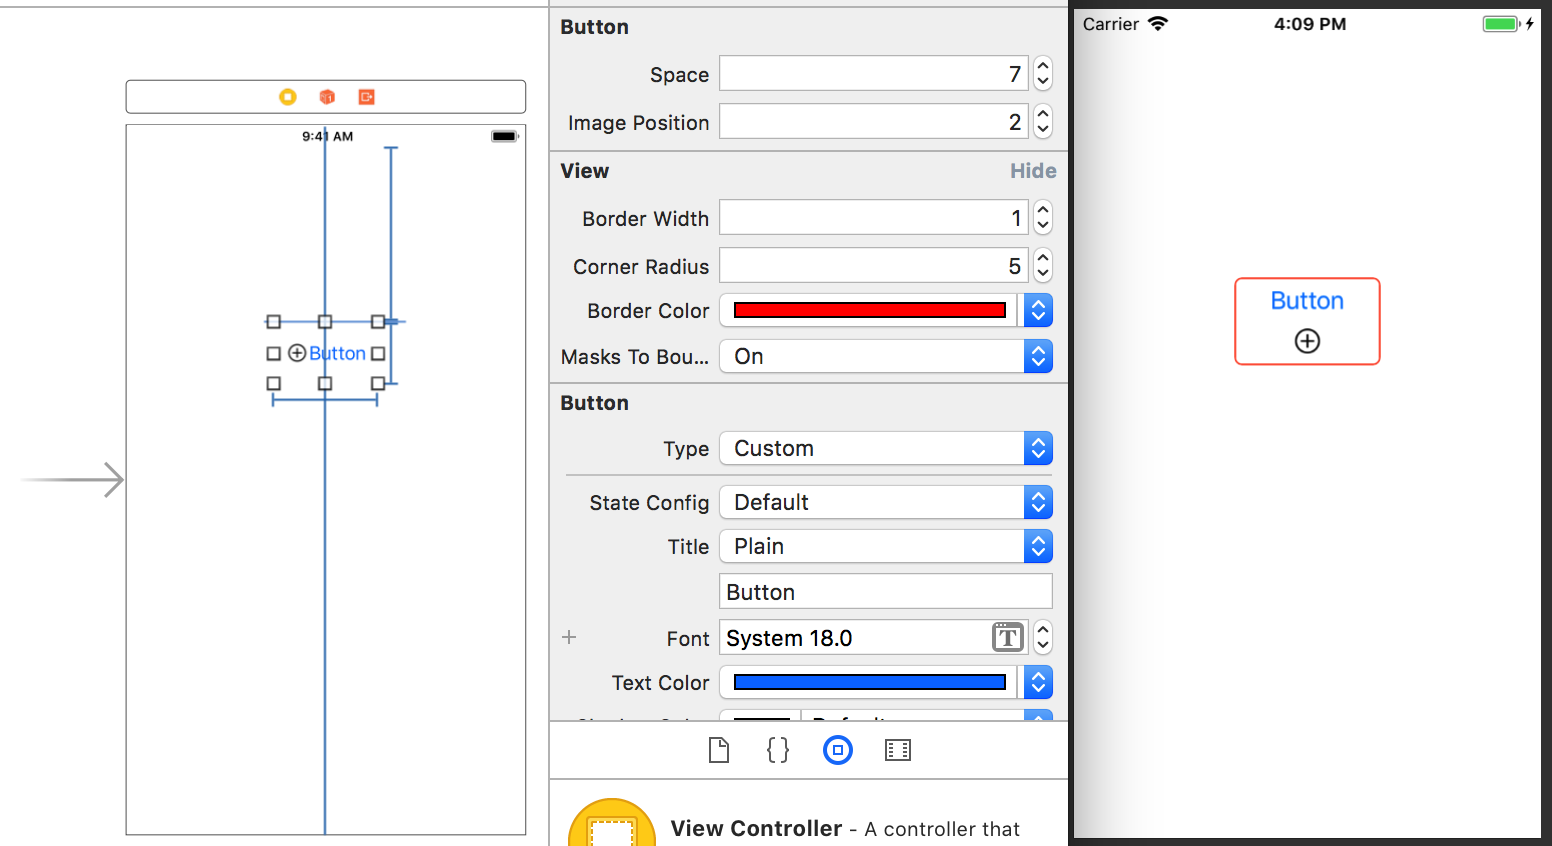 9:41 AM
Button
Button
Space 7
Image Position 2
View Hide
Border Width 1
Corner Radius 5
Border Color
Masks To Bou... On
Button
Type Custom
State Config Default
Title Plain
Button
Font System 18.0 T
Text Color
View Controller - A controller that
Carrier 4:09 PM
Button